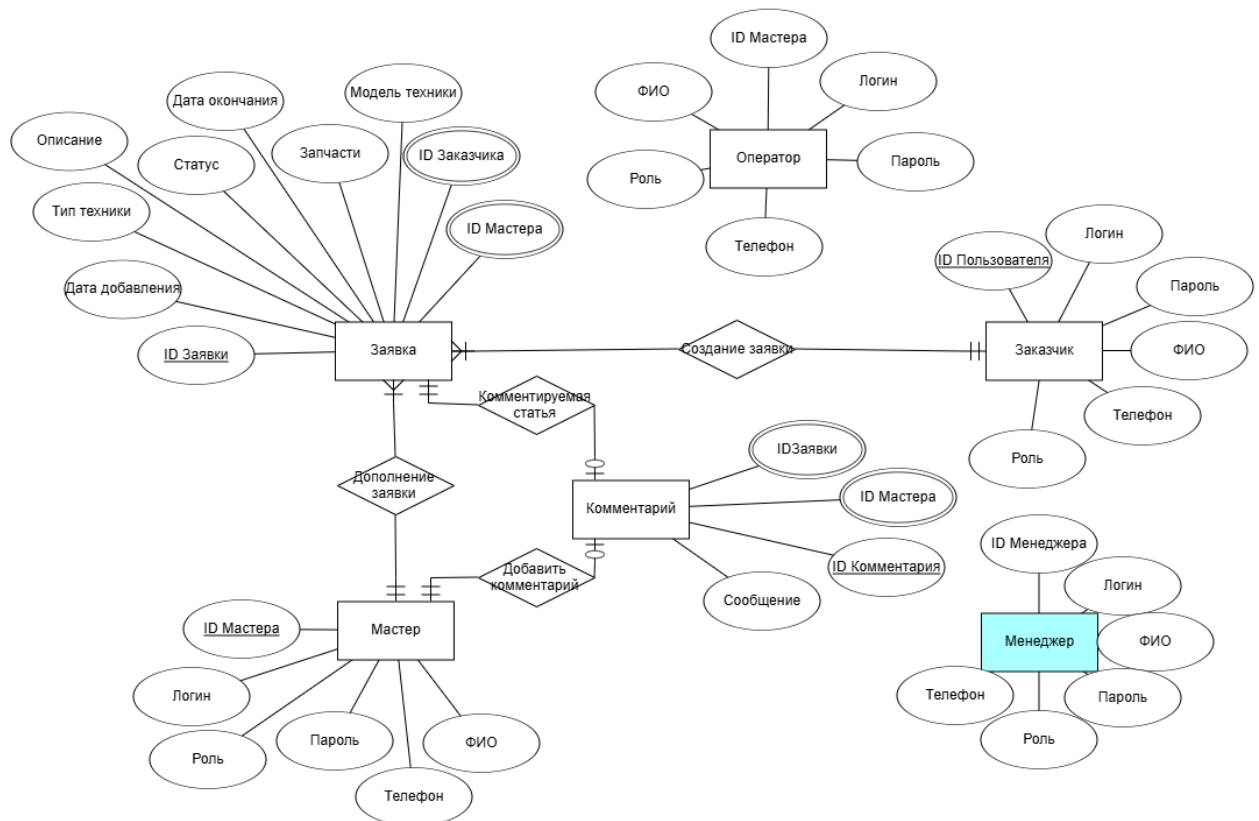 ID Мастера
ФИО
Логин
Оператор
Пароль
Роль
Телефон
Дата окончания
Модель техники
Описание
Статус
Запчасти
ID Заказчика
Тип техники
ID Мастера
Дата добавления
ID Заявки
Заявка
Создание заявки
ID Пользователя
Логин
Пароль
Заказчик
ФИО
Телефон
Роль
Комментируемая
статья
Дополнение
заявки
Комментарий
IDЗаявки
ID Мастера
ID Комментария
Сообщение
Добавить
комментарий
ID Мастера
Мастер
Логин
Роль
Пароль
Телефон
ФИО
ID Менеджера
Логин
Менеджер
ФИО
Телефон
Пароль
Роль